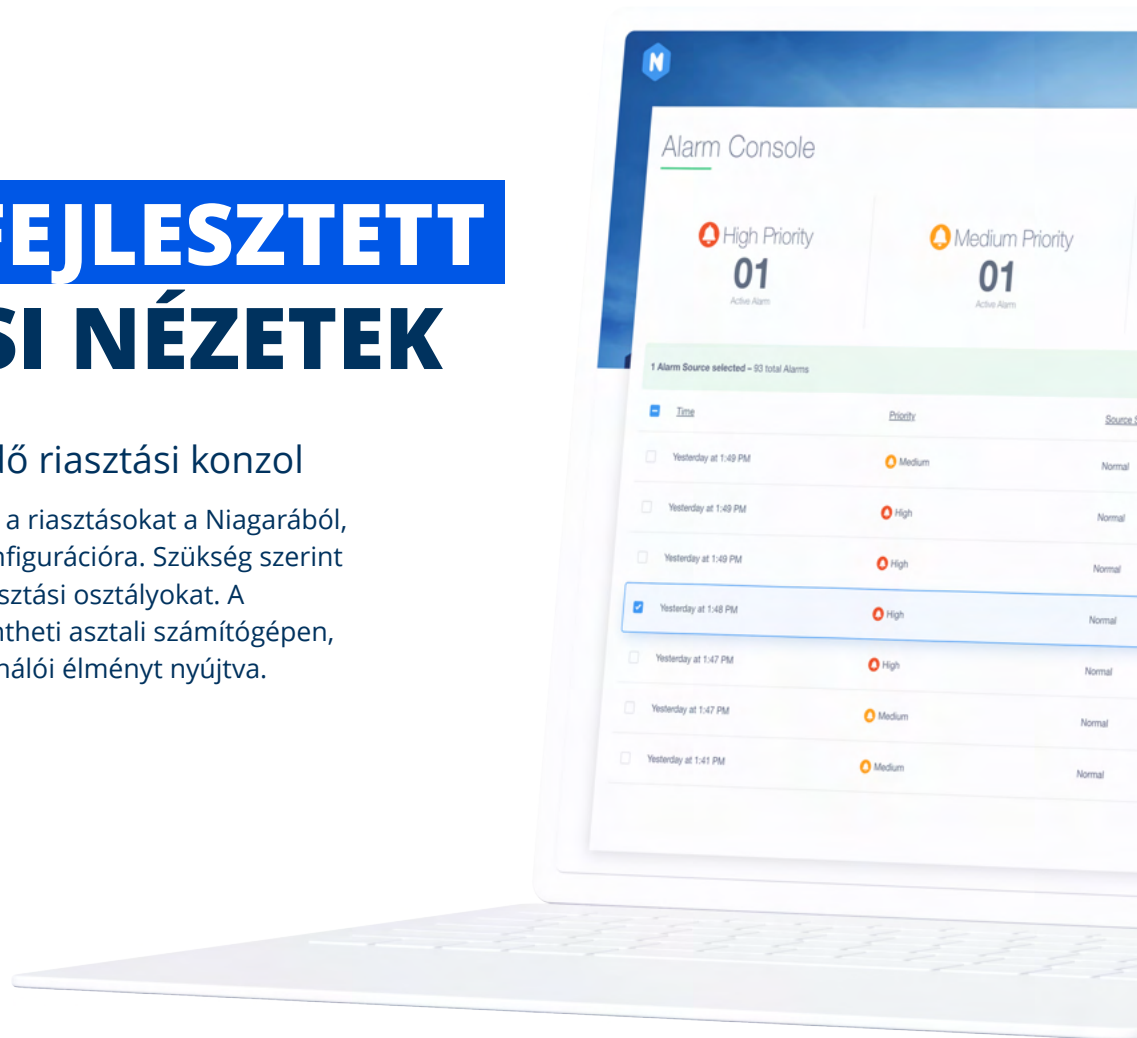 FEJLESZTETT
SI NÉZETEK
lő riasztási konzol
a riasztásokat a Niagarából,
nfigurációra. Szükség szerint
sztási osztályokat. A
ntheti asztali számítógépen,
nálói élményt nyújtva.
N
Alarm Console
High Priority
01
Active Alarm
Medium Priority
01
Active Alarm
1 Alarm Source selected – 93 total Alarms
Time Priority Source S
Yesterday at 1:49 PM Medium Normal
Yesterday at 1:49 PM High Normal
Yesterday at 1:49 PM High Normal
Yesterday at 1:48 PM High Normal
Yesterday at 1:47 PM High Normal
Yesterday at 1:47 PM Medium Normal
Yesterday at 1:41 PM Medium Normal